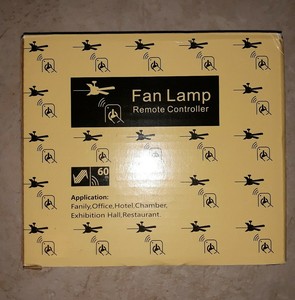 Fan Lamp
Remote Controller
60
Application:
Fanily,Office,Hotel,Chamber,
Exhibition Hall,Restaurant.